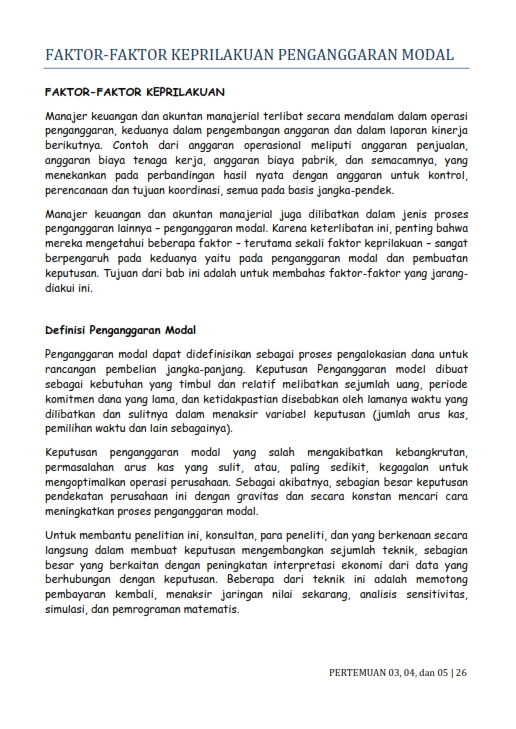 FAKTOR-FAKTOR KEPRILAKUAN PENGANGGARAN MODAL
FAKTOR-FAKTOR KEPRILAKUAN
Manajer keuangan dan akuntan manajerial terlibat secara mendalam dalam operasi
penganggaran, keduanya dalam pengembangan anggaran dan dalam laporan kinerja
berikutnya. Contoh dari anggaran operasional meliputi anggaran penjualan,
anggaran biaya tenaga kerja, anggaran biaya pabrik, dan semacamnya, yang
menekankan pada perbandingan hasil nyata dengan anggaran untuk kontrol,
perencanaan dan tujuan koordinasi, semua pada basis jangka-pendek.
Manajer keuangan dan akuntan manajerial juga dilibatkan dalam jenis proses
penganggaran lainnya – penganggaran modal. Karena keterlibatan ini, penting bahwa
mereka mengetahui beberapa faktor – terutama sekali faktor keprilakuan – sangat
berpengaruh pada keduanya yaitu pada penganggaran modal dan pembuatan
keputusan. Tujuan dari bab ini adalah untuk membahas faktor-faktor yang jarang-
diakui ini.
Definisi Penganggaran Modal
Penganggaran modal dapat didefinisikan sebagai proses pengalokasian dana untuk
rancangan pembelian jangka-panjang. Keputusan Penganggaran model dibuat
sebagai kebutuhan yang timbul dan relatif melibatkan sejumlah uang, periode
komitmen dana yang lama, dan ketidakpastian disebabkan oleh lamanya waktu yang
dilibatkan dan sulitnya dalam menaksir variabel keputusan (jumlah arus kas,
pemilihan waktu dan lain sebagainya).
Keputusan penganggaran modal yang salah mengakibatkan kebangkrutan,
permasalahan arus kas yang sulit, atau, paling sedikit, kegagalan untuk
mengoptimalkan operasi perusahaan. Sebagai akibatnya, sebagian besar keputusan
pendekatan perusahaan ini dengan gravitas dan secara konstan mencari cara
meningkatkan proses penganggaran modal.
Untuk membantu penelitian ini, konsultan, para peneliti, dan yang berkenaan secara
langsung dalam membuat keputusan mengembangkan sejumlah teknik, sebagian
besar yang berkaitan dengan peningkatan interpretasi ekonomi dari data yang
berhubungan dengan keputusan. Beberapa dari teknik ini adalah memotong
pembayaran kembali, menaksir jaringan nilai sekarang, analisis sensitivitas,
simulasi, dan pemrograman matematis.
PERTEMUAN 03, 04, dan 05 | 26